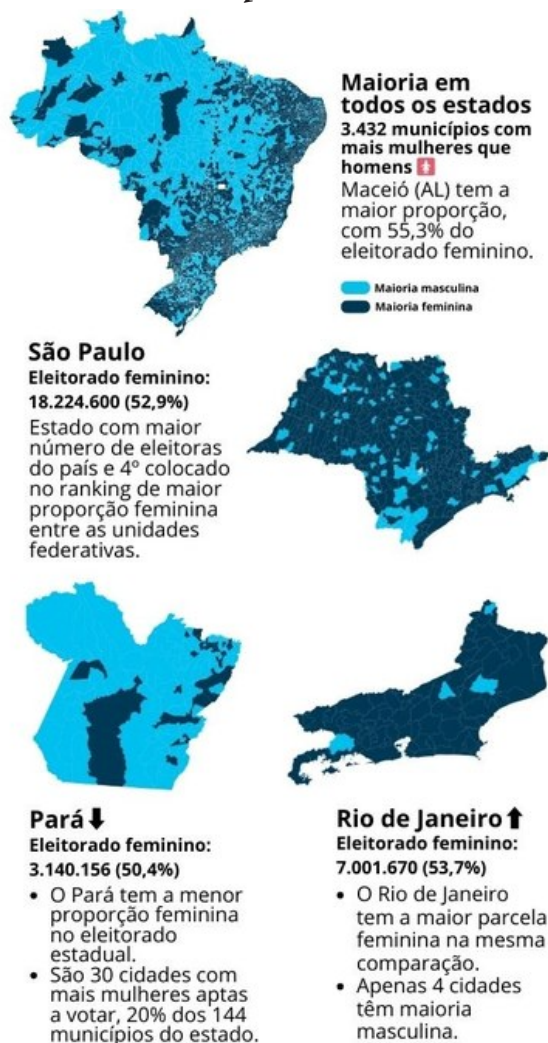 Maioria em
todos os estados
3.432 municípios com
mais mulheres que
homens
Maceió (AL) tem a
maior proporção,
com 55,3% do
eleitorado feminino.
Maioria masculina
Maioria feminina
São Paulo
Eleitorado feminino:
18.224.600 (52,9%)
Estado com maior
número de eleitoras
do país e 4º colocado
no ranking de maior
proporção feminina
entre as unidades
federativas.
Pará
Eleitorado feminino:
3.140.156 (50,4%)
• O Pará tem a menor
proporção feminina
no eleitorado
estadual.
• São 30 cidades com
mais mulheres aptas
a votar, 20% dos 144
municípios do estado.
Rio de Janeiro
Eleitorado feminino:
7.001.670 (53,7%)
• O Rio de Janeiro
tem a maior parcela
feminina na mesma
comparação.
• Apenas 4 cidades
têm maioria
masculina.